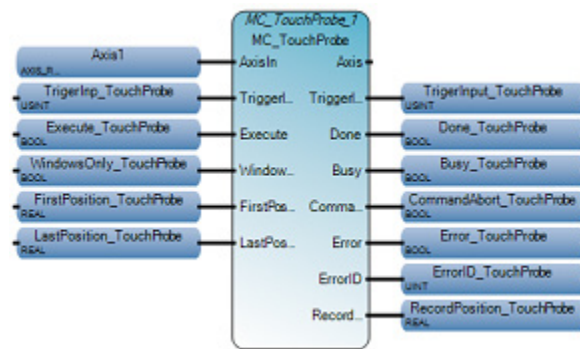 MC_TouchProbe_1
MC_TouchProbe
Axis1
AXIS_R...
AxisIn
Axis
TrigerInp_TouchProbe
USINT
TriggerI...
TriggerI...
TrigerInput_TouchProbe
USINT
Execute_TouchProbe
BOOL
Execute
Done
Done_TouchProbe
BOOL
WindowsOnly_TouchProbe
BOOL
Window...
Busy
Busy_TouchProbe
BOOL
FirstPosition_TouchProbe
REAL
FirstPos...
Comma...
CommandAbort_TouchProbe
BOOL
LastPosition_TouchProbe
REAL
LastPos...
Error
Error_TouchProbe
BOOL
ErrorID
ErrorID_TouchProbe
UINT
Record...
RecordPosition_TouchProbe
REAL